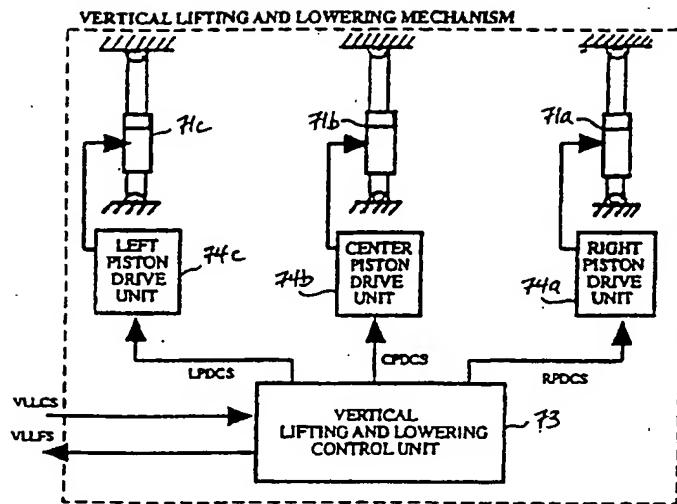 VERTICAL LIFTING AND LOWERING MECHANISM
71c
71b
71a
LEFT
PISTON
DRIVE
UNIT
74c
CENTER
PISTON
DRIVE
UNIT
74b
RIGHT
PISTON
DRIVE
UNIT
74a
LPDCS
CPDCS
RPDCS
VLLCS
VLLFS
VERTICAL
LIFTING AND LOWERING
CONTROL UNIT
73